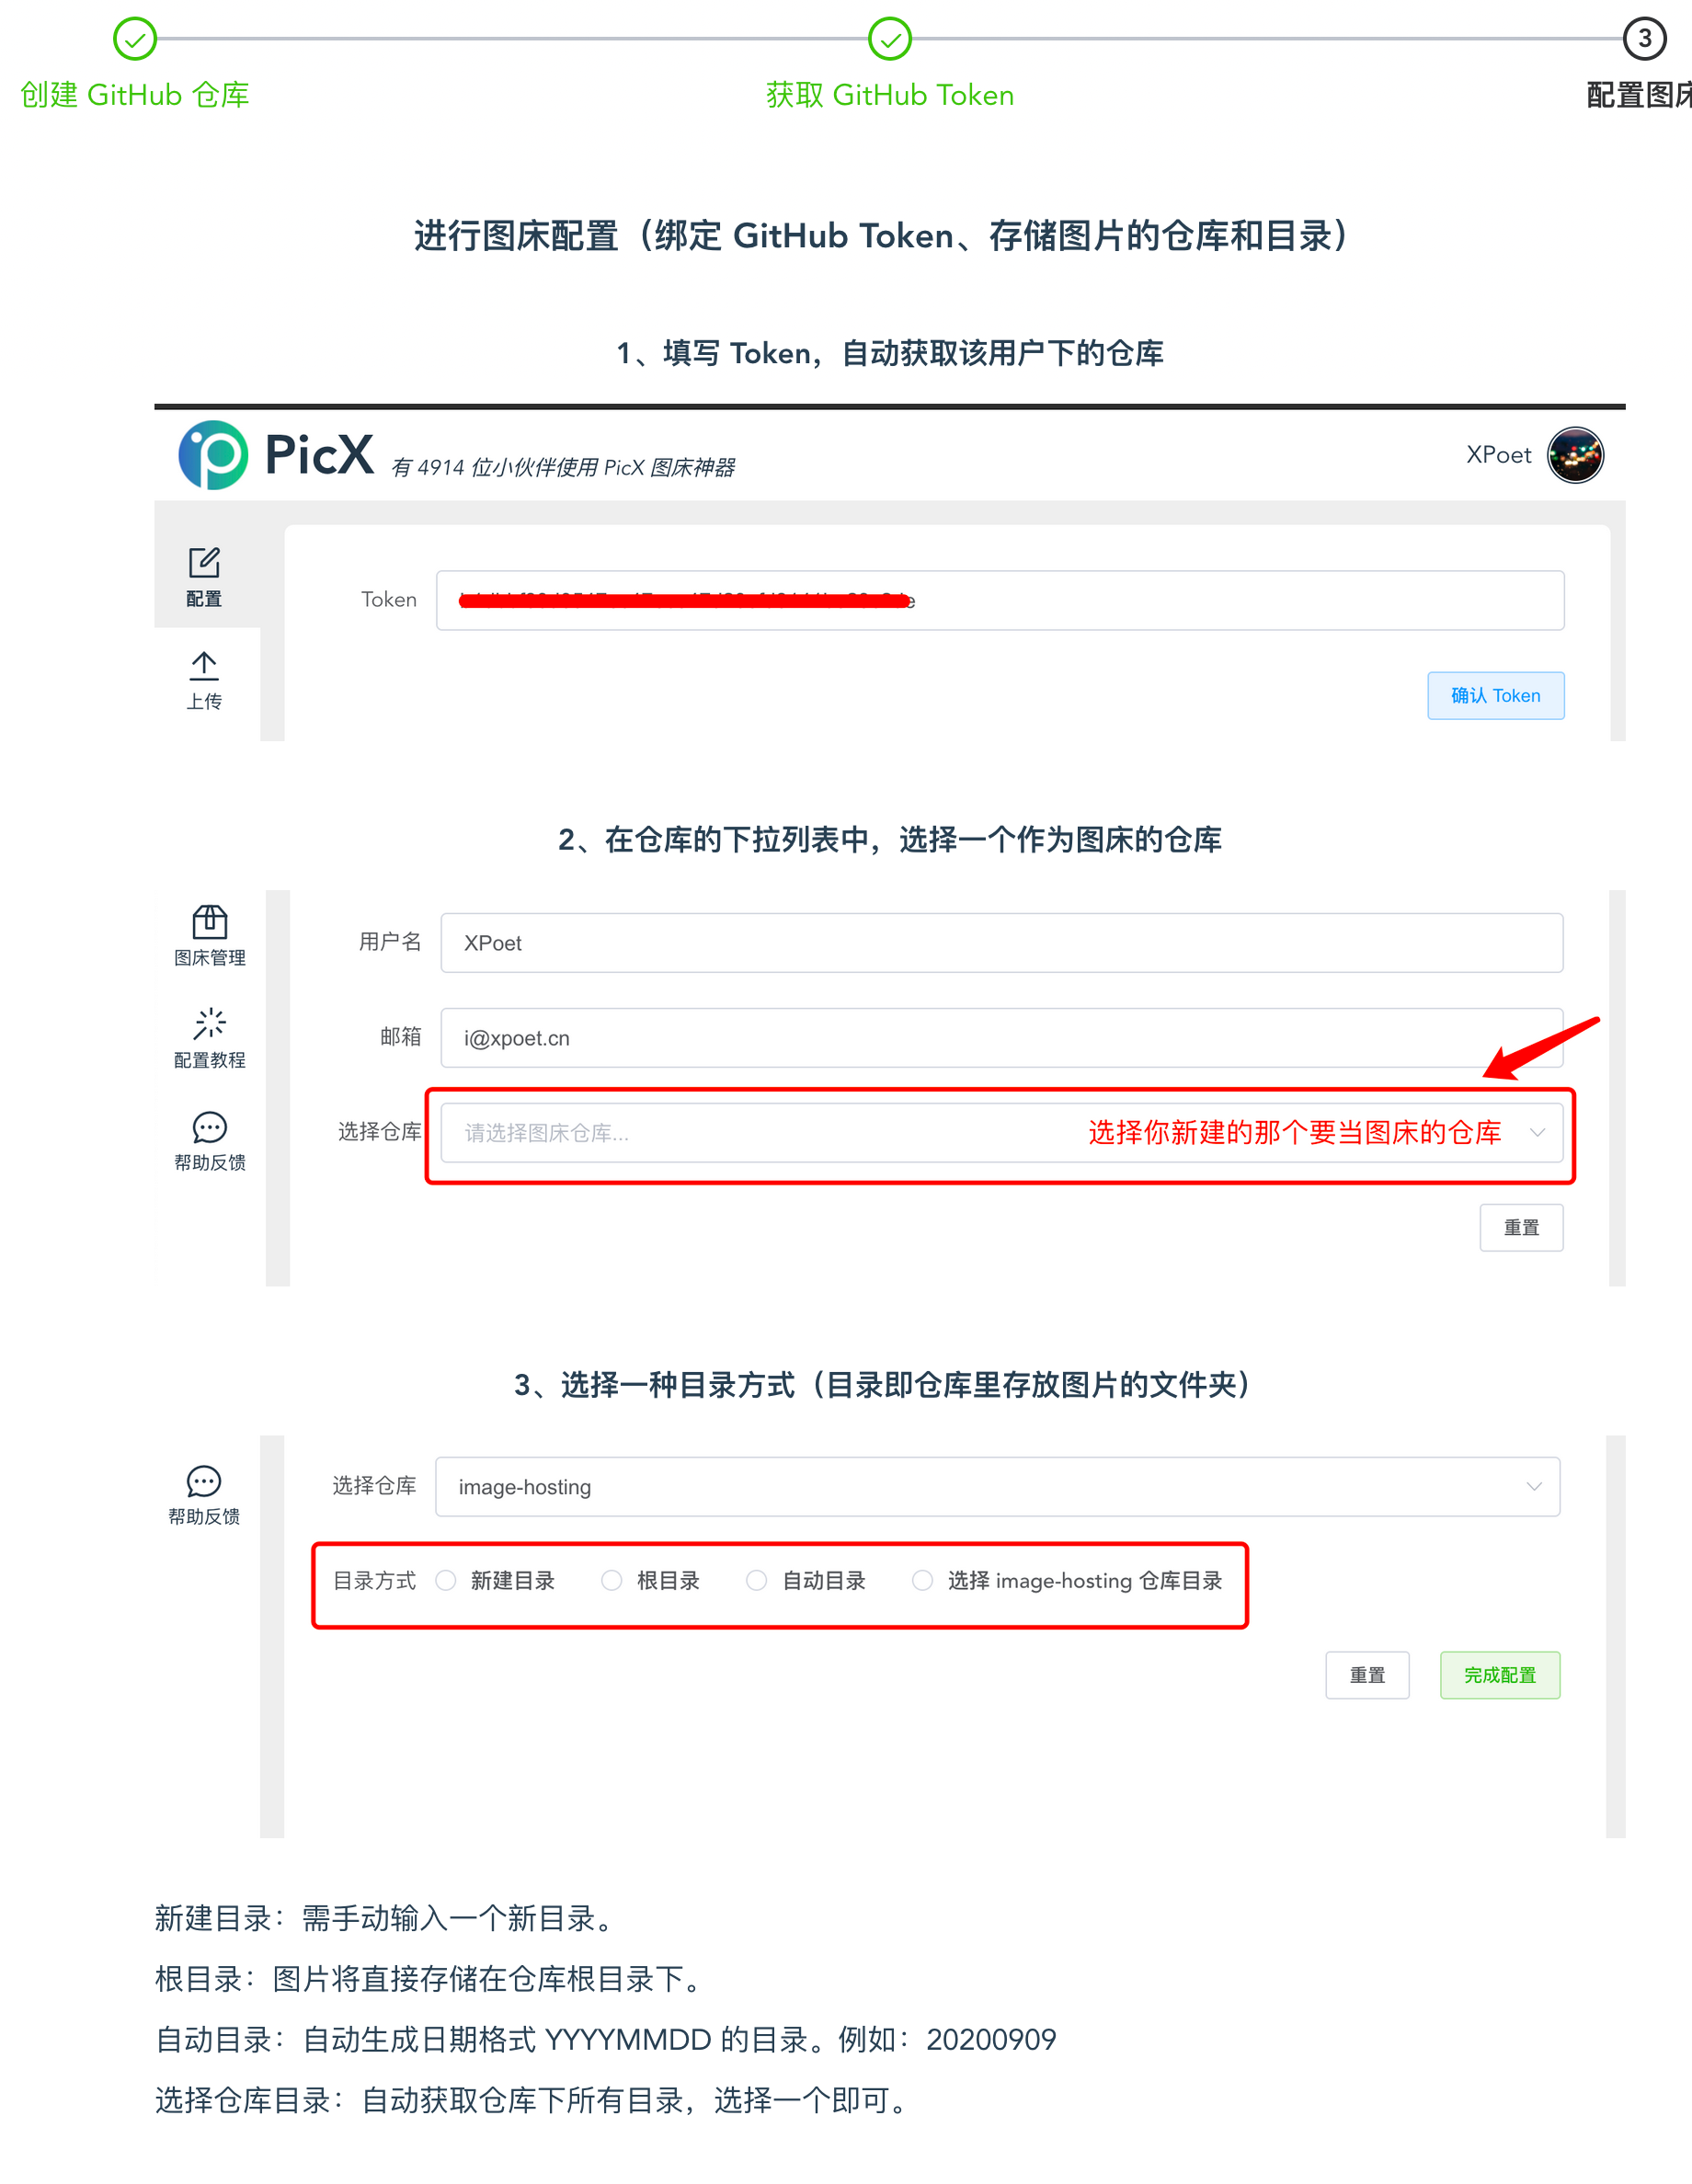 3
创建 GitHub 仓库
获取 GitHub Token
配置图床
进行图床配置（绑定 GitHub Token、存储图片的仓库和目录）
1、填写 Token，自动获取该用户下的仓库
PicX 有 4914 位小伙伴使用 PicX 图床神器
XPoet
配置
Token
确认 Token
上传
2、在仓库的下拉列表中，选择一个作为图床的仓库
图床管理
用户名 XPoet
配置教程
邮箱 i@xpoet.cn
帮助反馈
选择仓库 请选择图床仓库... 选择你新建的那个要当图床的仓库
重置
3、选择一种目录方式（目录即仓库里存放图片的文件夹）
帮助反馈
选择仓库 image-hosting
目录方式 新建目录 根目录 自动目录 选择 image-hosting 仓库目录
重置 完成配置
新建目录：需手动输入一个新目录。
根目录：图片将直接存储在仓库根目录下。
自动目录：自动生成日期格式 YYYYMMDD 的目录。例如：20200909
选择仓库目录：自动获取仓库下所有目录，选择一个即可。